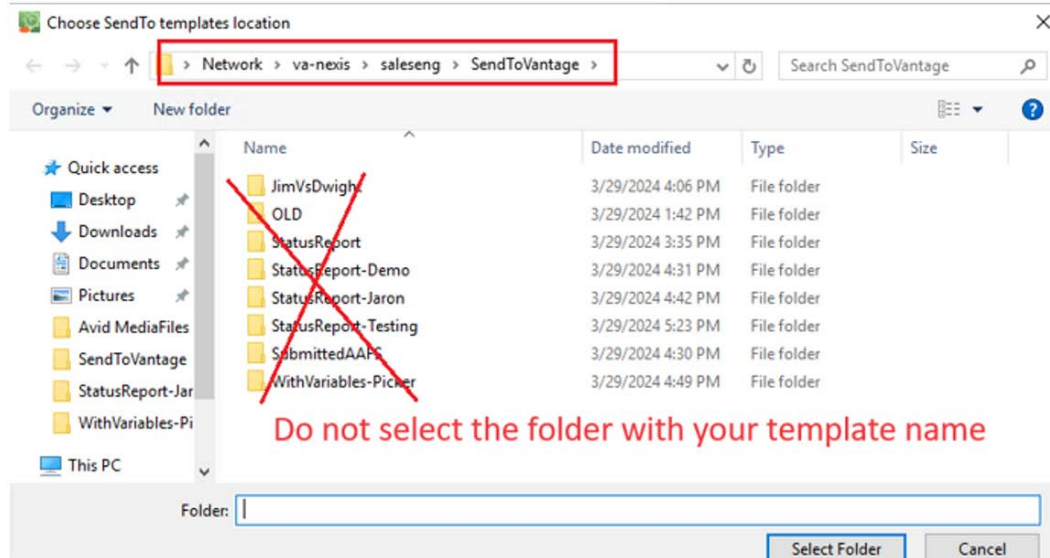 Choose SendTo templates location
Network > va-nexis > saleseng > SendToVantage >
Search SendToVantage
Organize
New folder
Name
Date modified
Type
Size
Quick access
Desktop
Downloads
Documents
Pictures
Avid MediaFiles
SendToVantage
StatusReport-Jar
WithVariables-Pi
This PC
JimVsDwight 3/29/2024 4:06 PM File folder
OLD 3/29/2024 1:42 PM File folder
StatusReport 3/29/2024 3:35 PM File folder
StatusReport-Demo 3/29/2024 4:31 PM File folder
StatusReport-Jaron 3/29/2024 4:42 PM File folder
StatusReport-Testing 3/29/2024 5:23 PM File folder
SubmittedAAFS 3/29/2024 4:30 PM File folder
WithVariables-Picker 3/29/2024 4:49 PM File folder
Do not select the folder with your template name
Folder:
Select Folder
Cancel